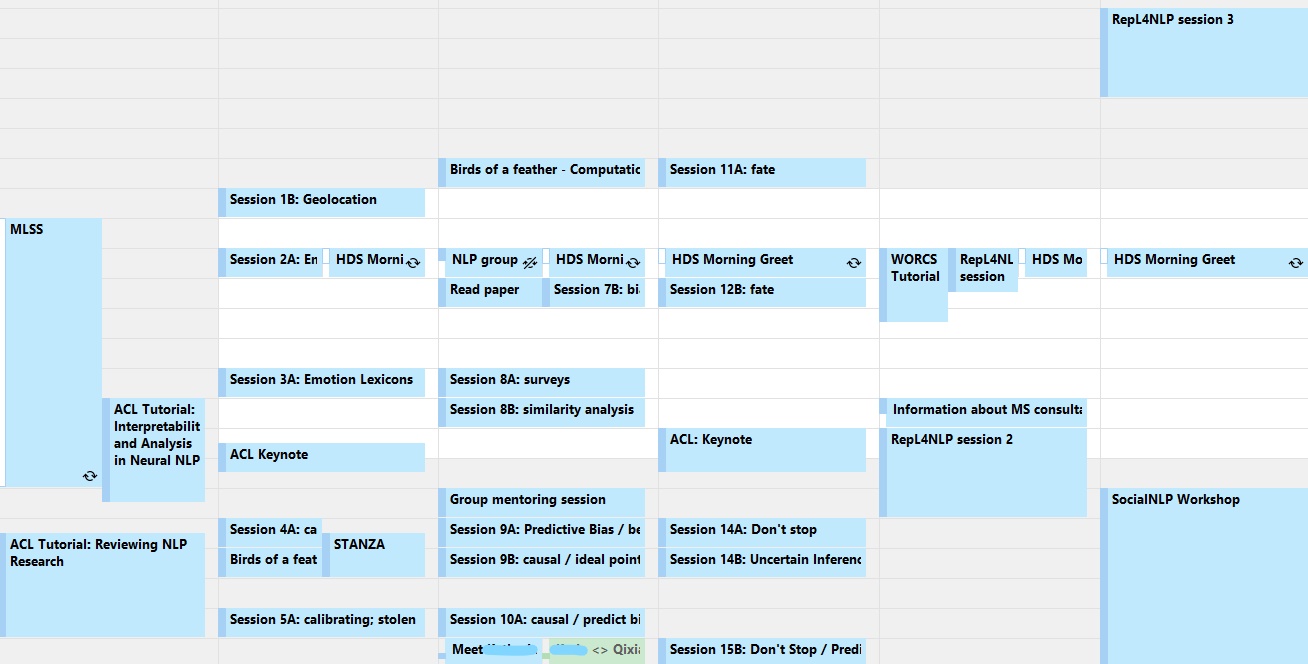 RepL4NLP session 3
Birds of a feather - Computatic
Session 11A: fate
Session 1B: Geolocation
MLSS
Session 2A: En
HDS Morni
NLP group
HDS Morni
HDS Morning Greet
WORCS
Tutorial
RepL4NL
session
HDS Mo
HDS Morning Greet
Read paper
Session 7B: bi
Session 12B: fate
Session 3A: Emotion Lexicons
Session 8A: surveys
ACL Tutorial:
Interpretabilit
and Analysis
in Neural NLP
Session 8B: similarity analysis
Information about MS consulta
ACL Keynote
ACL: Keynote
RepL4NLP session 2
Group mentoring session
SocialNLP Workshop
ACL Tutorial: Reviewing NLP
Research
Session 4A: ca
STANZA
Session 9A: Predictive Bias / be
Session 14A: Don't stop
Birds of a feat
Session 9B: causal / ideal point
Session 14B: Uncertain Inferenc
Session 5A: calibrating; stolen
Session 10A: causal / predict bi
Meet
<> Qixia
Session 15B: Don't Stop / Predi